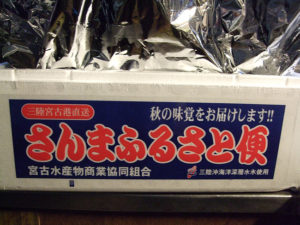 三陸宮古港直送
秋の味覚をお届けします!!
さんまふるさと便
宮古水産物商業協同組合
三陸沖海洋深層水氷使用